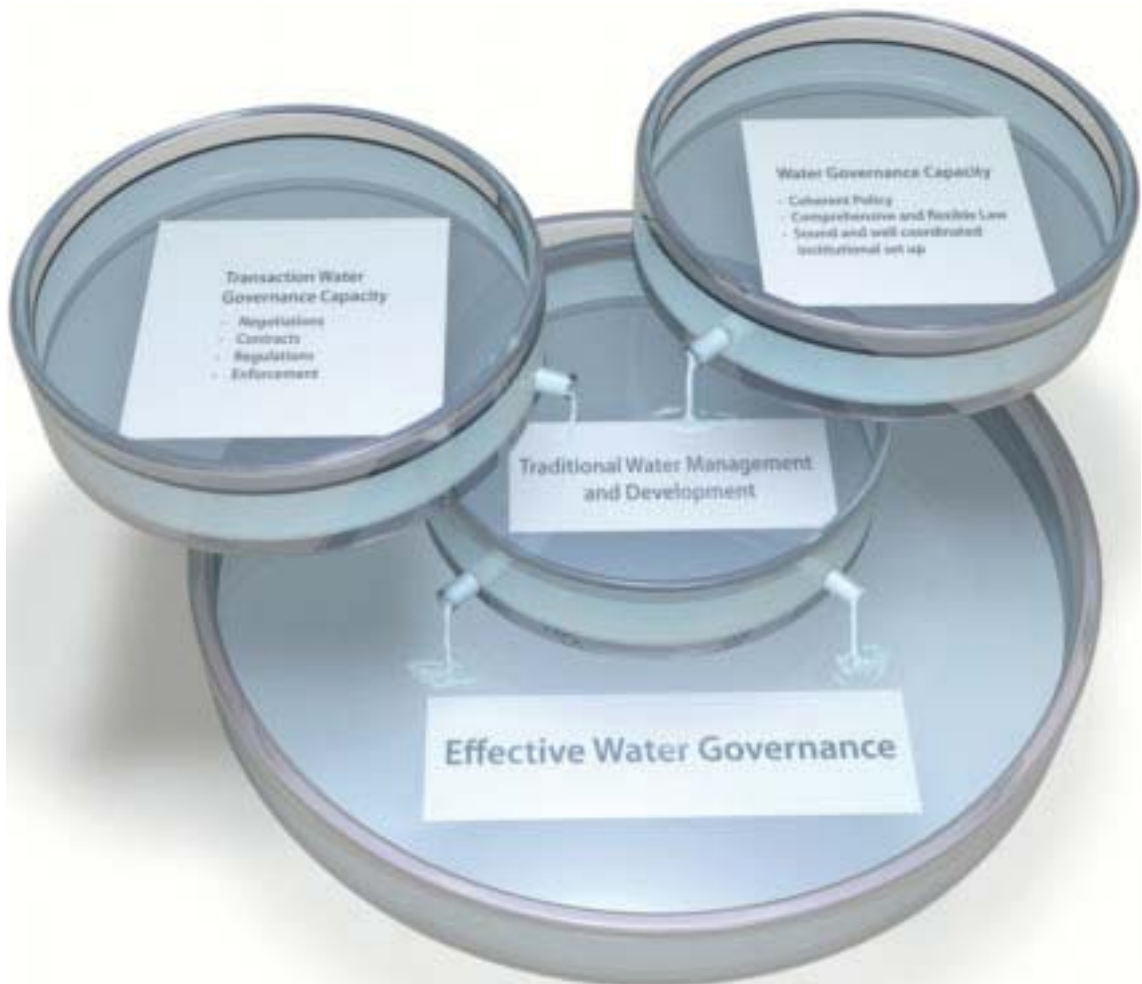 Transaction Water
Governance Capacity
- Negotiations
- Contracts
- Regulations
- Enforcement
Water Governance Capacity
- Coherent Policy
- Comprehensive and flexible Law
- Sound and well coordinated
institutional set up
Traditional Water Management
and Development
Effective Water Governance